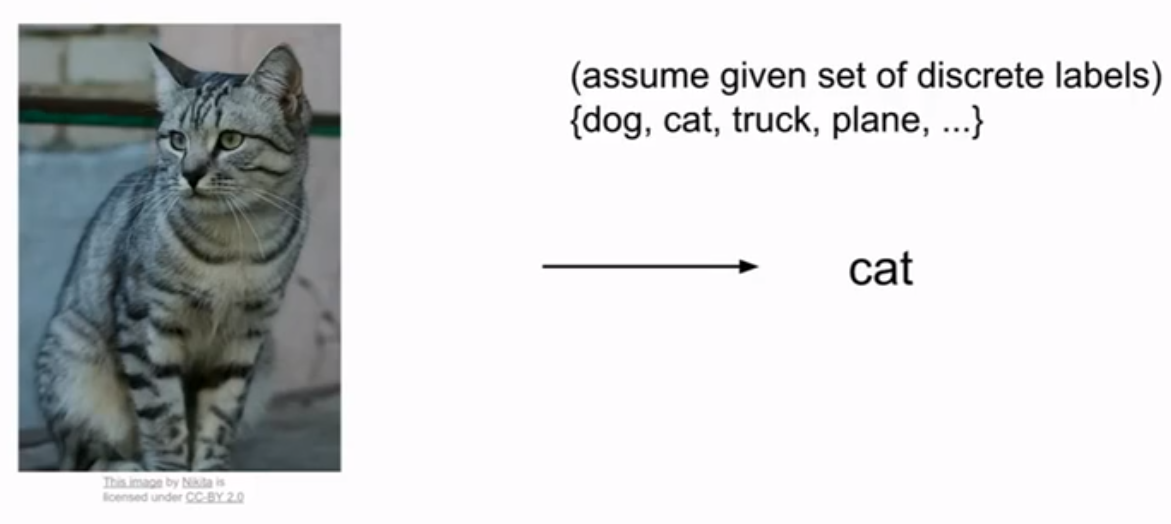 (assume given set of discrete labels)
{dog, cat, truck, plane, ...}
cat
This image by Nikita is
licensed under CC-BY 2.0